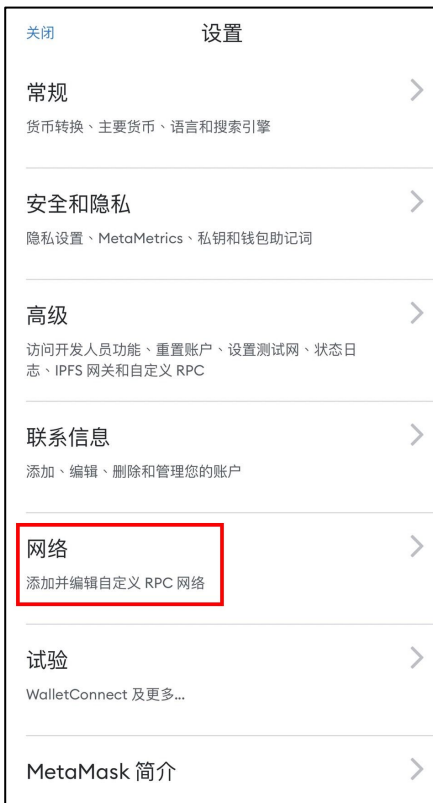 关闭
设置
常规
货币转换、主要货币、语言和搜索引擎
安全和隐私
隐私设置、MetaMetrics、私钥和钱包助记词
高级
访问开发人员功能、重置账户、设置测试网、状态日
志、IPFS 网关和自定义 RPC
联系信息
添加、编辑、删除和管理您的账户
网络
添加并编辑自定义 RPC 网络
试验
WalletConnect 及更多...
MetaMask 简介